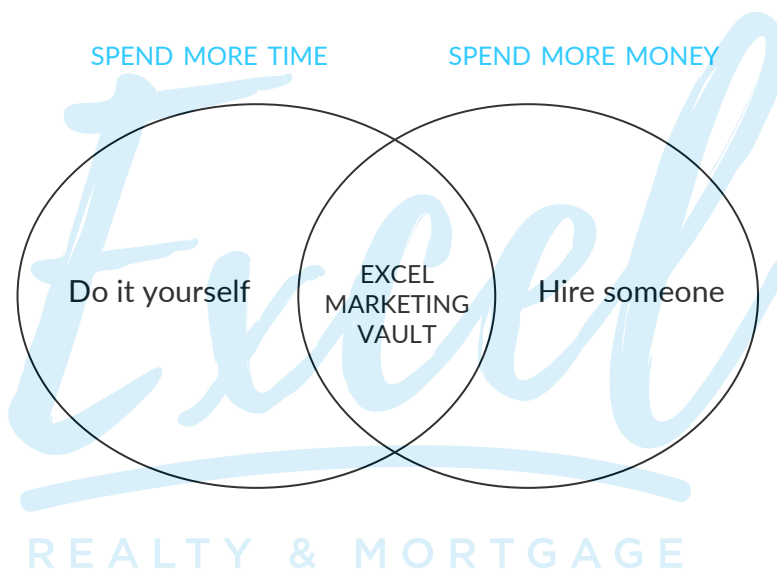 SPEND MORE TIME
SPEND MORE MONEY
Do it yourself
EXCEL
MARKETING
VAULT
Hire someone
Excel
REALTY & MORTGAGE